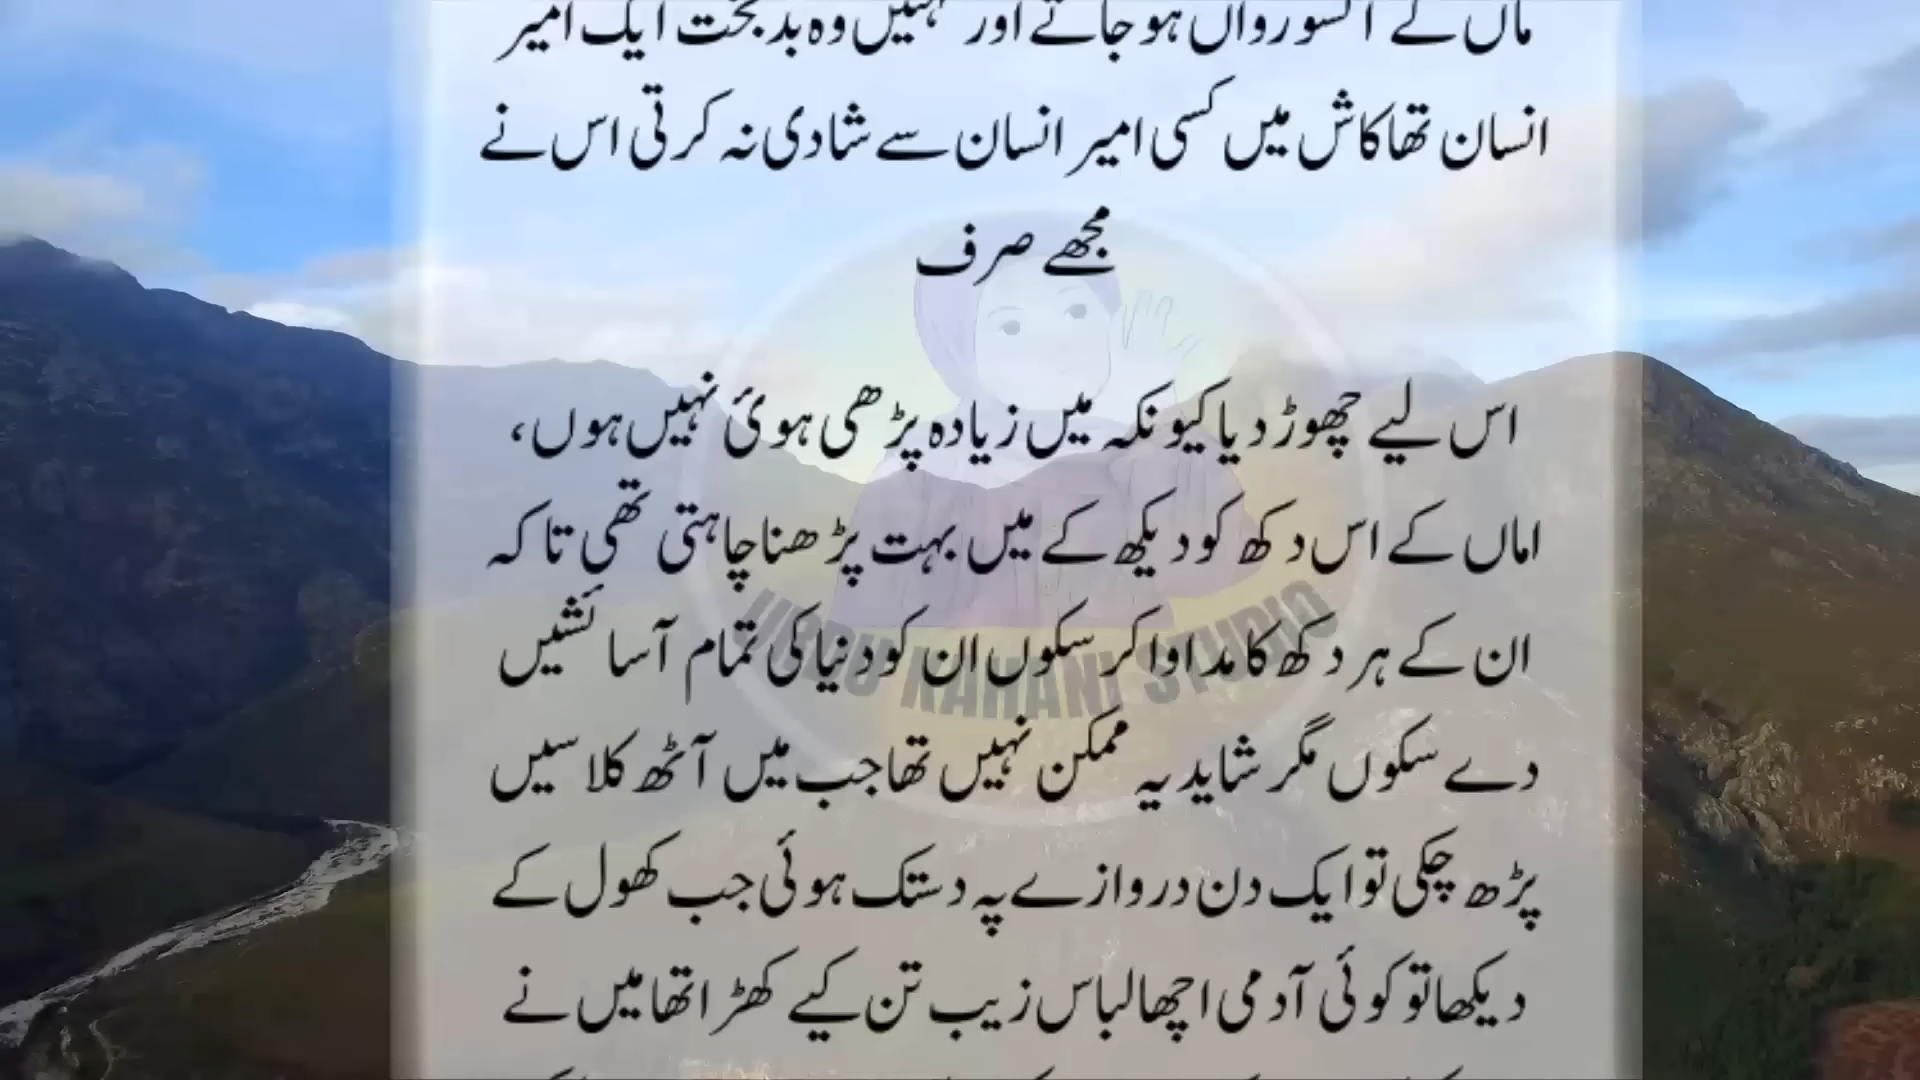 ماں کے آنسو رواں ہو جاتے اور کہیں وہ بدبخت ایک امیر
انسان تھا کاش میں کسی امیر انسان سے شادی نہ کرتی اس نے
مجھے صرف
اس لیے چھوڑ دیا کیونکہ میں زیادہ پڑھی ہوئ نہیں ہوں،
اماں کے اس دکھ کو دیکھ کے میں بہت پڑھنا چاہتی تھی تاکہ
ان کے ہر دکھ کا مداوا کر سکوں ان کو دنیا کی تمام آسائشیں
دے سکوں مگر شاید یہ ممکن نہیں تھا جب میں آٹھ کلاسیں
پڑھ چکی تو ایک دن دروازے پہ دستک ہوئی جب کھول کے
دیکھا تو کوئی آدمی اچھا لباس زیب تن کیے کھڑا تھا میں نے
URDU KAHANI STUDIO